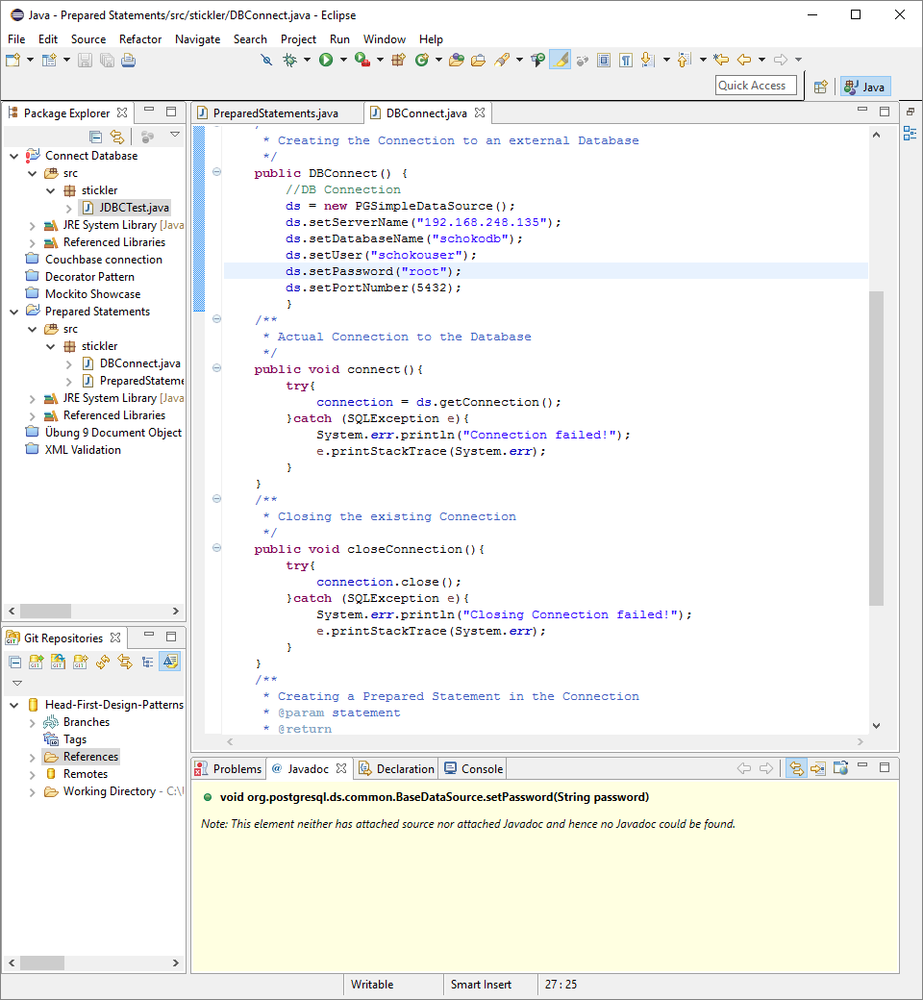 Java - Prepared Statements/src/stickler/DBConnect.java - Eclipse
File Edit Source Refactor Navigate Search Project Run Window Help
Quick Access
Java
Package Explorer
Connect Database
src
stickler
JDBCTest.java
JRE System Library [Java
Referenced Libraries
Couchbase connection
Decorator Pattern
Mockito Showcase
Prepared Statements
src
stickler
DBConnect.java
PreparedStateme
JRE System Library [Java
Referenced Libraries
Übung 9 Document Object
XML Validation
Git Repositories
Head-First-Design-Patterns
Branches
Tags
References
Remotes
Working Directory - C:\U
PreparedStatements.java DBConnect.java
* Creating the Connection to an external Database
*/
public DBConnect() {
//DB Connection
ds = new PGSimpleDataSource();
ds.setServerName("192.168.248.135");
ds.setDatabaseName("schokodb");
ds.setUser("schokouser");
ds.setPassword("root");
ds.setPortNumber(5432);
}
/**
* Actual Connection to the Database
*/
public void connect(){
try{
connection = ds.getConnection();
}catch (SQLException e){
System.err.println("Connection failed!");
e.printStackTrace(System.err);
}
}
/**
* Closing the existing Connection
*/
public void closeConnection(){
try{
connection.close();
}catch (SQLException e){
System.err.println("Closing Connection failed!");
e.printStackTrace(System.err);
}
}
/**
* Creating a Prepared Statement in the Connection
* @param statement
* @return
Problems @ Javadoc Declaration Console
void org.postgresql.ds.common.BaseDataSource.setPassword(String password)
Note: This element neither has attached source nor attached Javadoc and hence no Javadoc could be found.
Writable Smart Insert 27 : 25